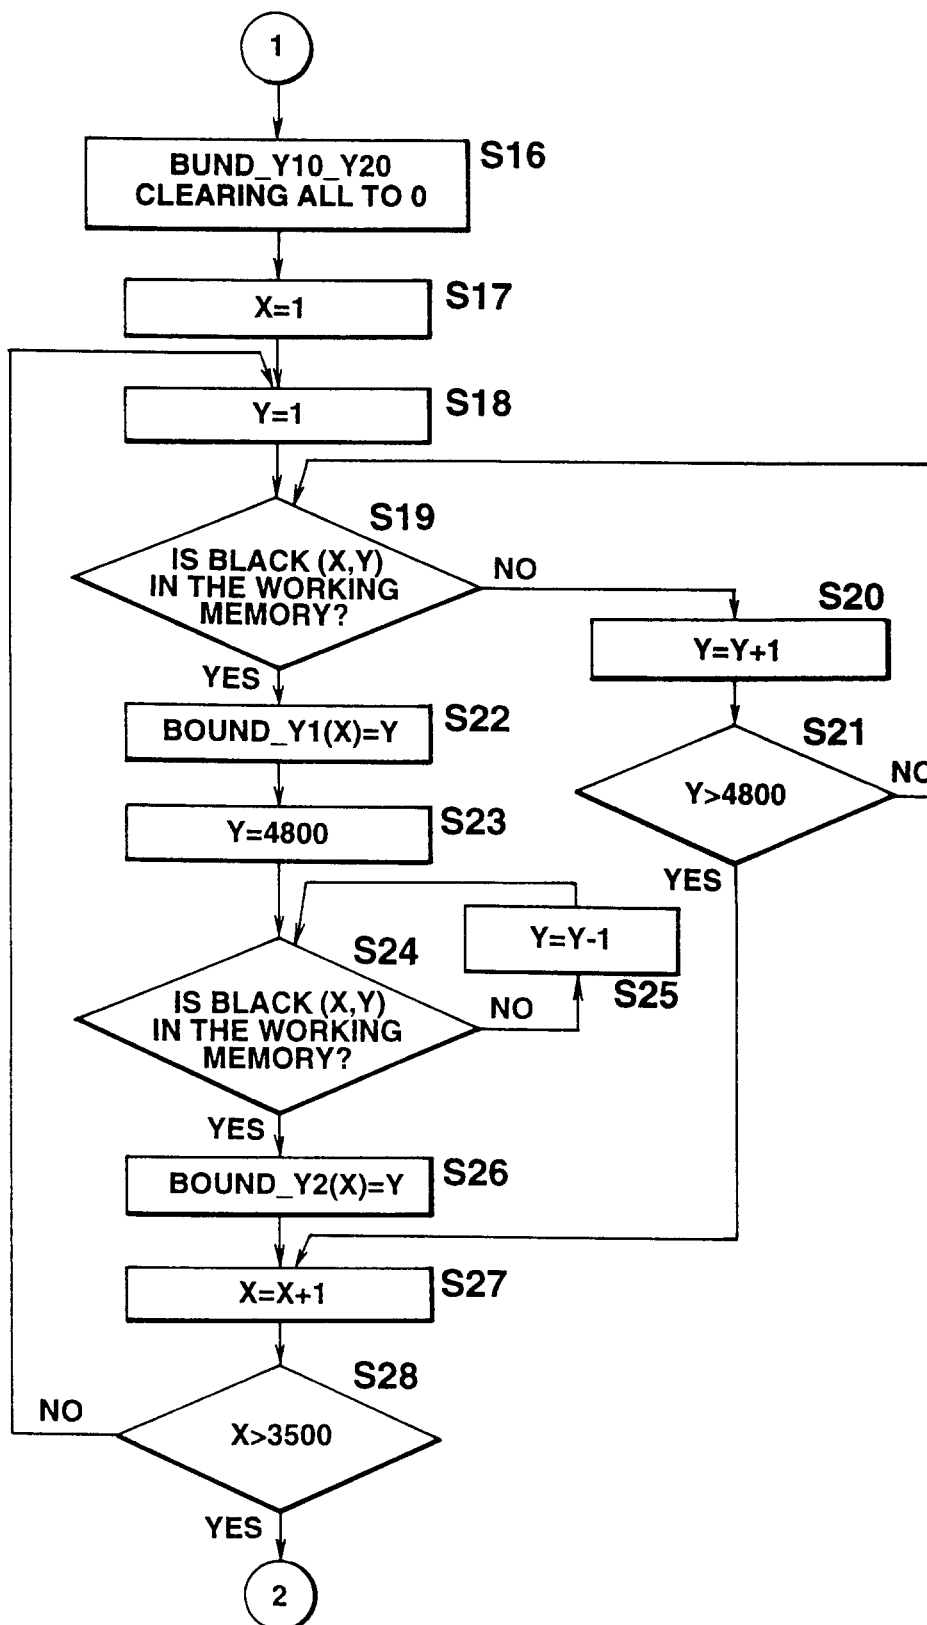 1
BUND_Y10_Y20
CLEARING ALL TO 0
S16
X=1
S17
Y=1
S18
S19
IS BLACK (X,Y)
IN THE WORKING
MEMORY?
NO
YES
S20
Y=Y+1
S21
Y>4800
NO
YES
BOUND_Y1(X)=Y
S22
Y=4800
S23
S24
IS BLACK (X,Y)
IN THE WORKING
MEMORY?
NO
YES
Y=Y-1
S25
BOUND_Y2(X)=Y
S26
X=X+1
S27
S28
X>3500
NO
YES
2